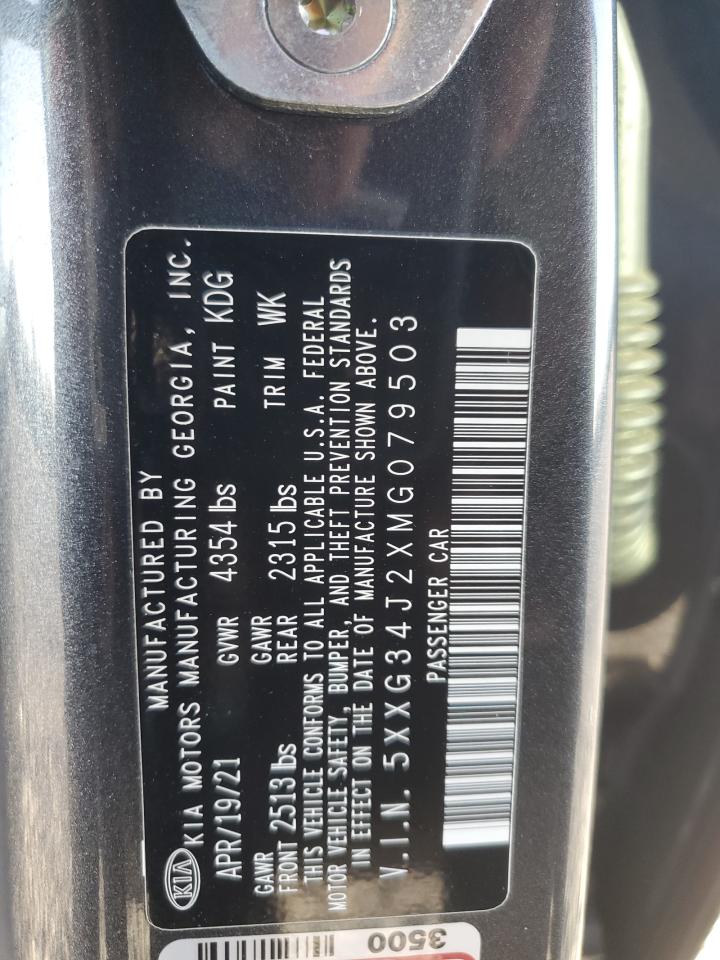 MANUFACTURED BY
KIA KIA MOTORS MANUFACTURING GEORGIA, INC.
APR/19/21 GVWR 4354 lbs PAINT KDG
GAWR FRONT 2513 lbs GAWR REAR 2315 lbs TRIM WK
THIS VEHICLE CONFORMS TO ALL APPLICABLE U.S.A. FEDERAL
MOTOR VEHICLE SAFETY, BUMPER, AND THEFT PREVENTION STANDARDS
IN EFFECT ON THE DATE OF MANUFACTURE SHOWN ABOVE.
V.I.N. 5XXG34J2XMG079503
PASSENGER CAR
3500